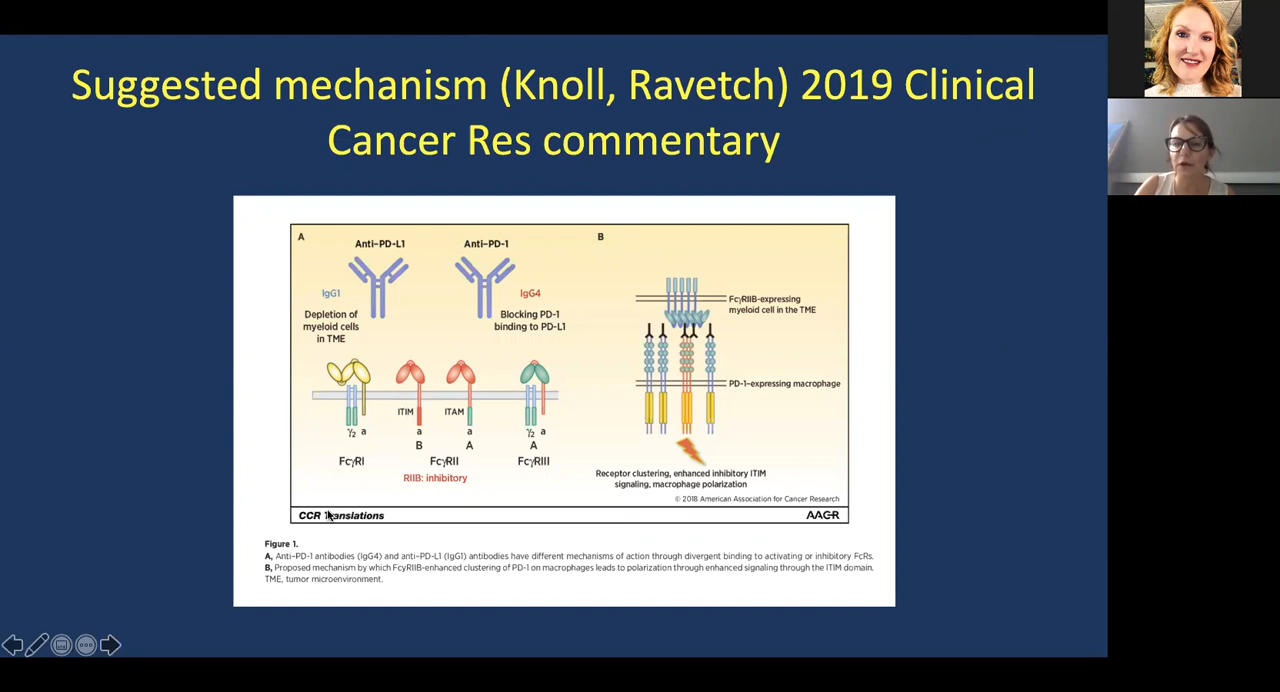 Suggested mechanism (Knoll, Ravetch) 2019 Clinical
Cancer Res commentary
A
Anti–PD-L1
Anti–PD-1
IgG1
IgG4
Depletion of
myeloid cells
in TME
Blocking PD-1
binding to PD-L1
ITIM
ITAM
γ2 a
a
a
γ2 a
B
A
A
FcγRI
FcγRII
FcγRIII
RIIB: inhibitory
B
FcγRIIB-expressing
myeloid cell in the TME
PD-1–expressing macrophage
Receptor clustering, enhanced inhibitory ITIM
signaling, macrophage polarization
© 2018 American Association for Cancer Research
CCR Translations
AACR
Figure 1.
A, Anti–PD-1 antibodies (IgG4) and anti–PD-L1 (IgG1) antibodies have different mechanisms of action through divergent binding to activating or inhibitory FcRs.
B, Proposed mechanism by which FcγRIIB-enhanced clustering of PD-1 on macrophages leads to polarization through enhanced signaling through the ITIM domain.
TME, tumor microenvironment.